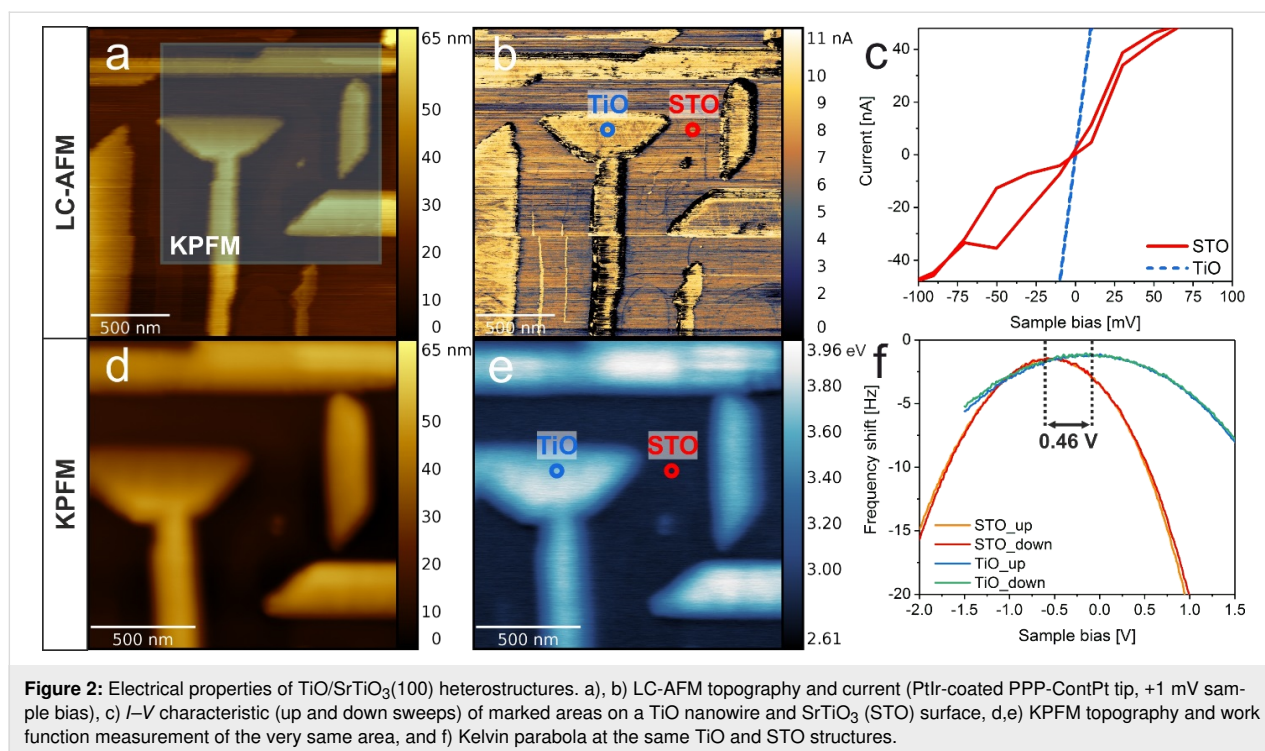 LC-AFM
a
KPFM
500 nm
65 nm
50
40
30
20
10
0
b
TiO
STO
500 nm
11 nA
10
9
8
7
6
5
4
3
2
0
c
Current [nA]
40
20
0
-20
-40
STO
TiO
-100 -75 -50 -25 0 25 50 75 100
Sample bias [mV]
KPFM
d
500 nm
65 nm
50
40
30
20
10
0
e
TiO
STO
500 nm
3.96 eV
3.80
3.60
3.40
3.20
3.00
2.61
f
Frequency shift [Hz]
0
-5
-10
-15
-20
0.46 V
STO_up
STO_down
TiO_up
TiO_down
-2.0 -1.5 -1.0 -0.5 0.0 0.5 1.0 1.5
Sample bias [V]
Figure 2: Electrical properties of TiO/SrTiO3(100) heterostructures. a), b) LC-AFM topography and current (PtIr-coated PPP-ContPt tip, +1 mV sam-
ple bias), c) I–V characteristic (up and down sweeps) of marked areas on a TiO nanowire and SrTiO3 (STO) surface, d,e) KPFM topography and work
function measurement of the very same area, and f) Kelvin parabola at the same TiO and STO structures.